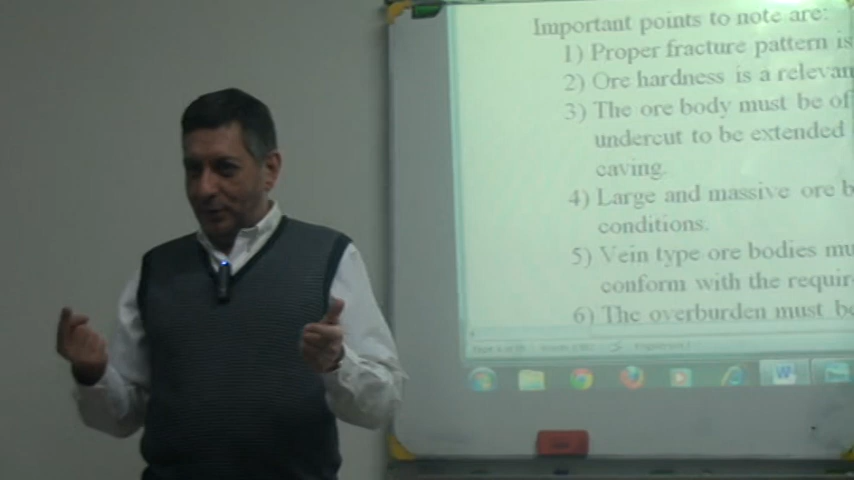 Important points to note are:
1) Proper fracture pattern is
2) Ore hardness is a relevan
3) The ore body must be of
undercut to be extended
caving.
4) Large and massive ore b
conditions.
5) Vein type ore bodies mu
conform with the requir
6) The overburden must be